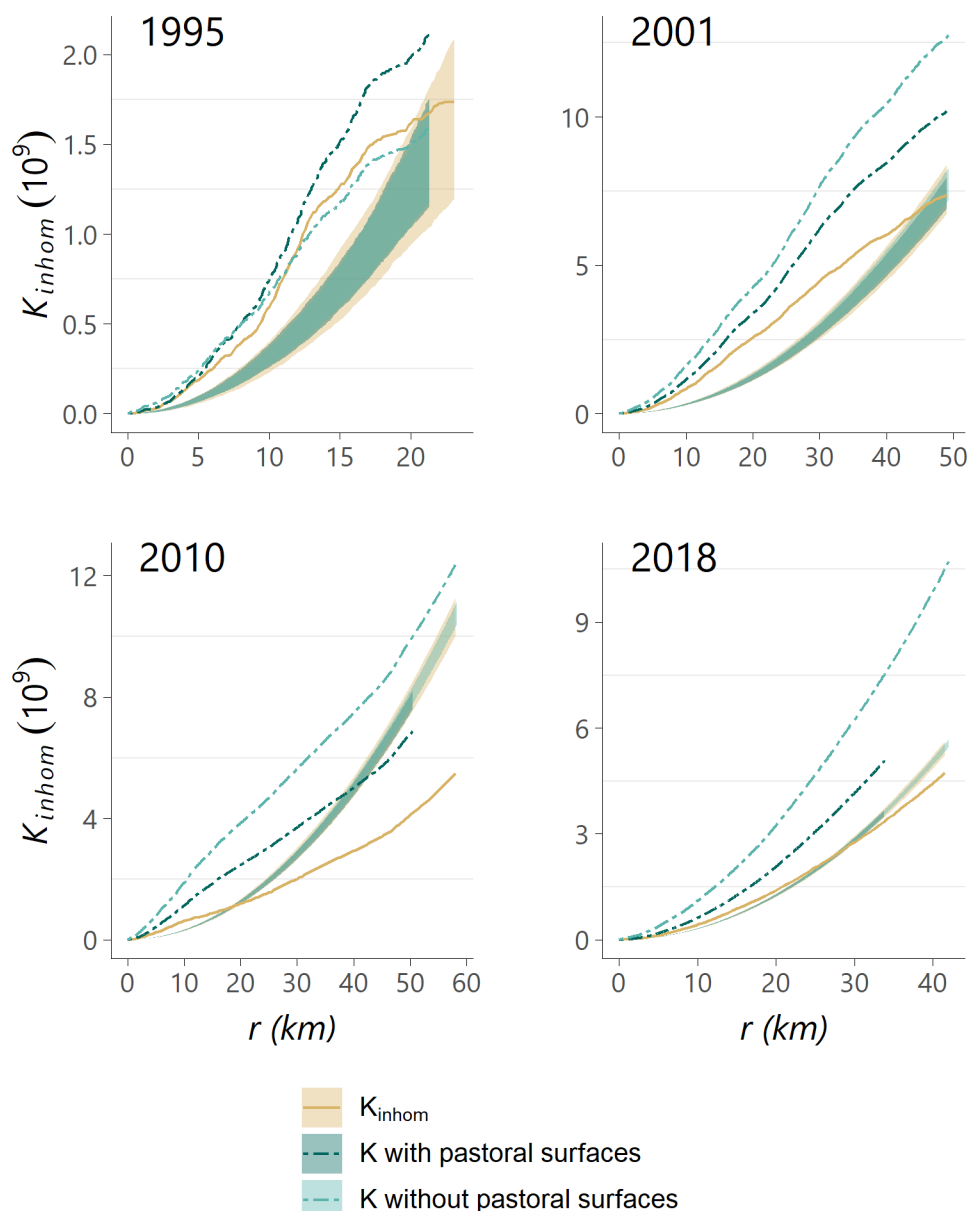 1995
2001
K inhom (10⁹)
2.0
1.5
1.0
0.5
0.0
0 5 10 15 20
10
5
0
0 10 20 30 40 50
2010
2018
K inhom (10⁹)
12
8
4
0
0 10 20 30 40 50 60
9
6
3
0
0 10 20 30 40
r (km)
r (km)
Kinhom
K with pastoral surfaces
K without pastoral surfaces